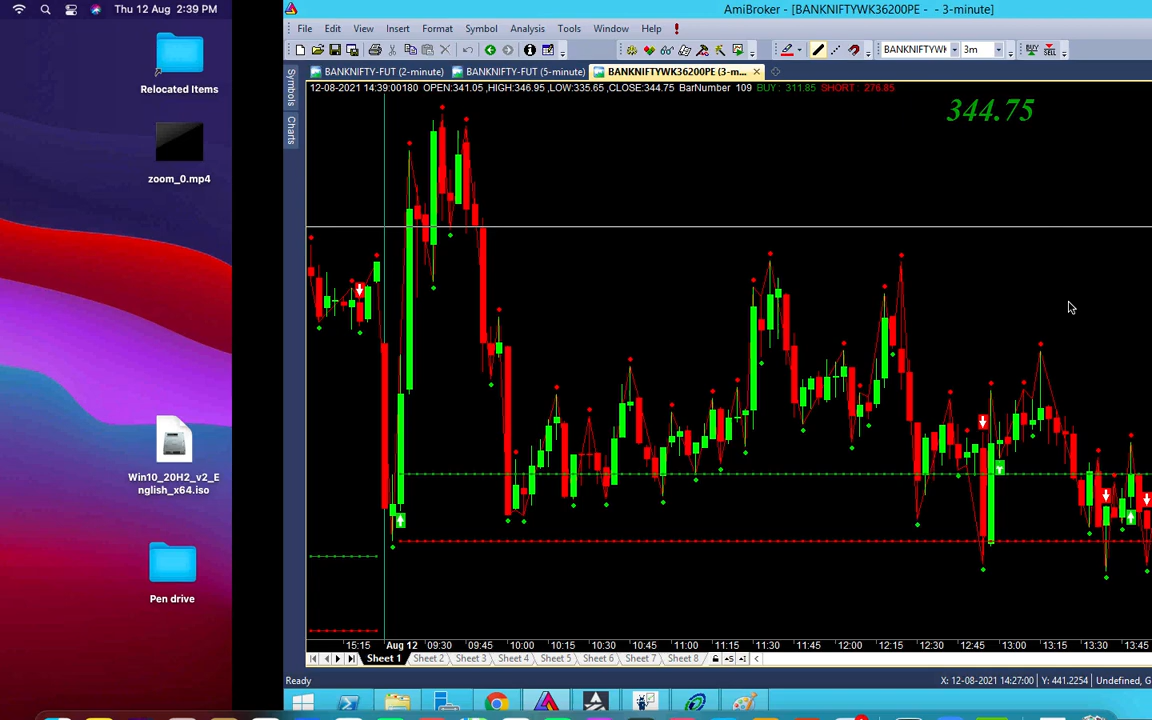 Thu 12 Aug 2:39 PM
Relocated Items
zoom_0.mp4
Win10_20H2_v2_E
nglish_x64.iso
Pen drive
AmiBroker - [BANKNIFTYWK36200PE - - 3-minute]
File Edit View Insert Format Symbol Analysis Tools Window Help
BANKNIFTYWK 3m BUY SELL
BANKNIFTY-FUT (2-minute) BANKNIFTY-FUT (5-minute) BANKNIFTYWK36200PE (3-m...
Symbols
Charts
12-08-2021 14:39:00180 OPEN:341.05 ,HIGH:346.95 ,LOW:335.65 ,CLOSE:344.75 BarNumber 109 BUY : 311.85 SHORT : 276.85
344.75
15:15 Aug 12 09:30 09:45 10:00 10:15 10:30 10:45 11:00 11:15 11:30 11:45 12:00 12:15 12:30 12:45 13:00 13:15 13:30 13:45
Sheet 1 Sheet 2 Sheet 3 Sheet 4 Sheet 5 Sheet 6 Sheet 7 Sheet 8
Ready X: 12-08-2021 14:27:00 Y: 441.2254 Undefined, G